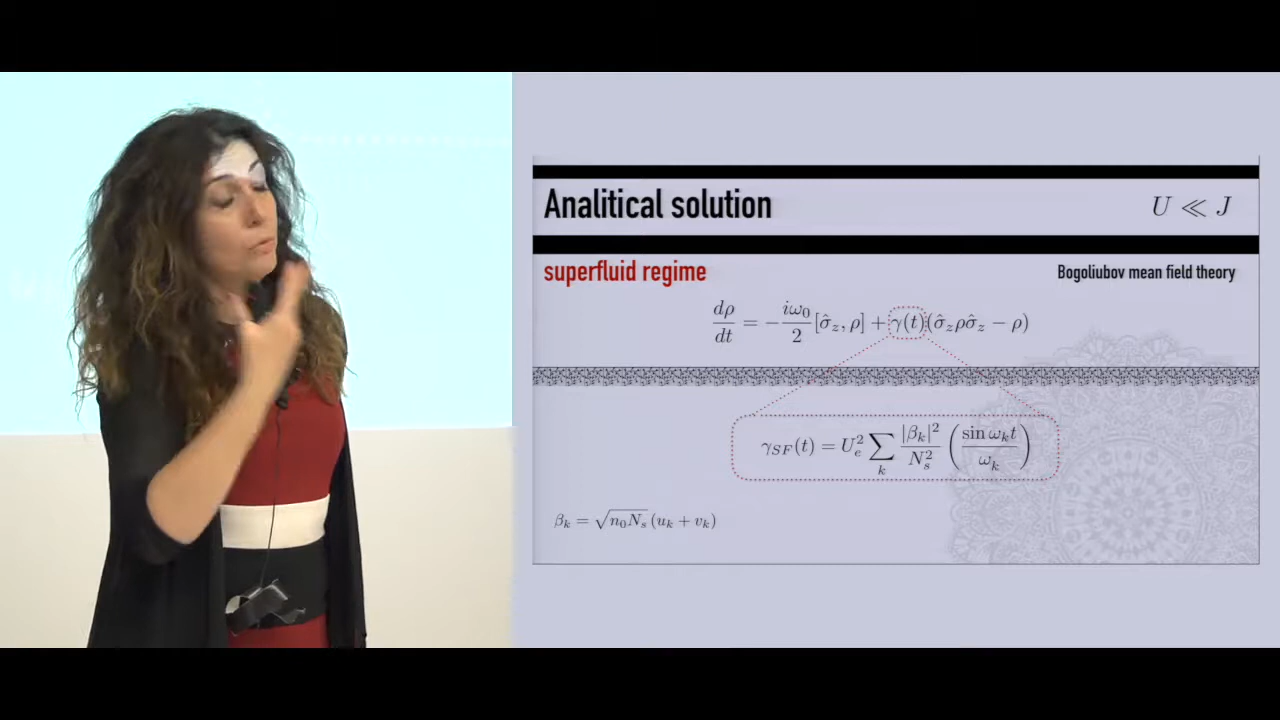 Analitical solution
U ≪ J
superfluid regime
Bogoliubov mean field theory
dρ/dt = −iω₀/2 [σ̂_z, ρ] + γ(t)(σ̂_z ρ σ̂_z − ρ)
γ_SF(t) = U_e² ∑_k |β_k|²/N_s² (sin ω_k t/ω_k)
β_k = √(n₀N_s) (u_k + v_k)